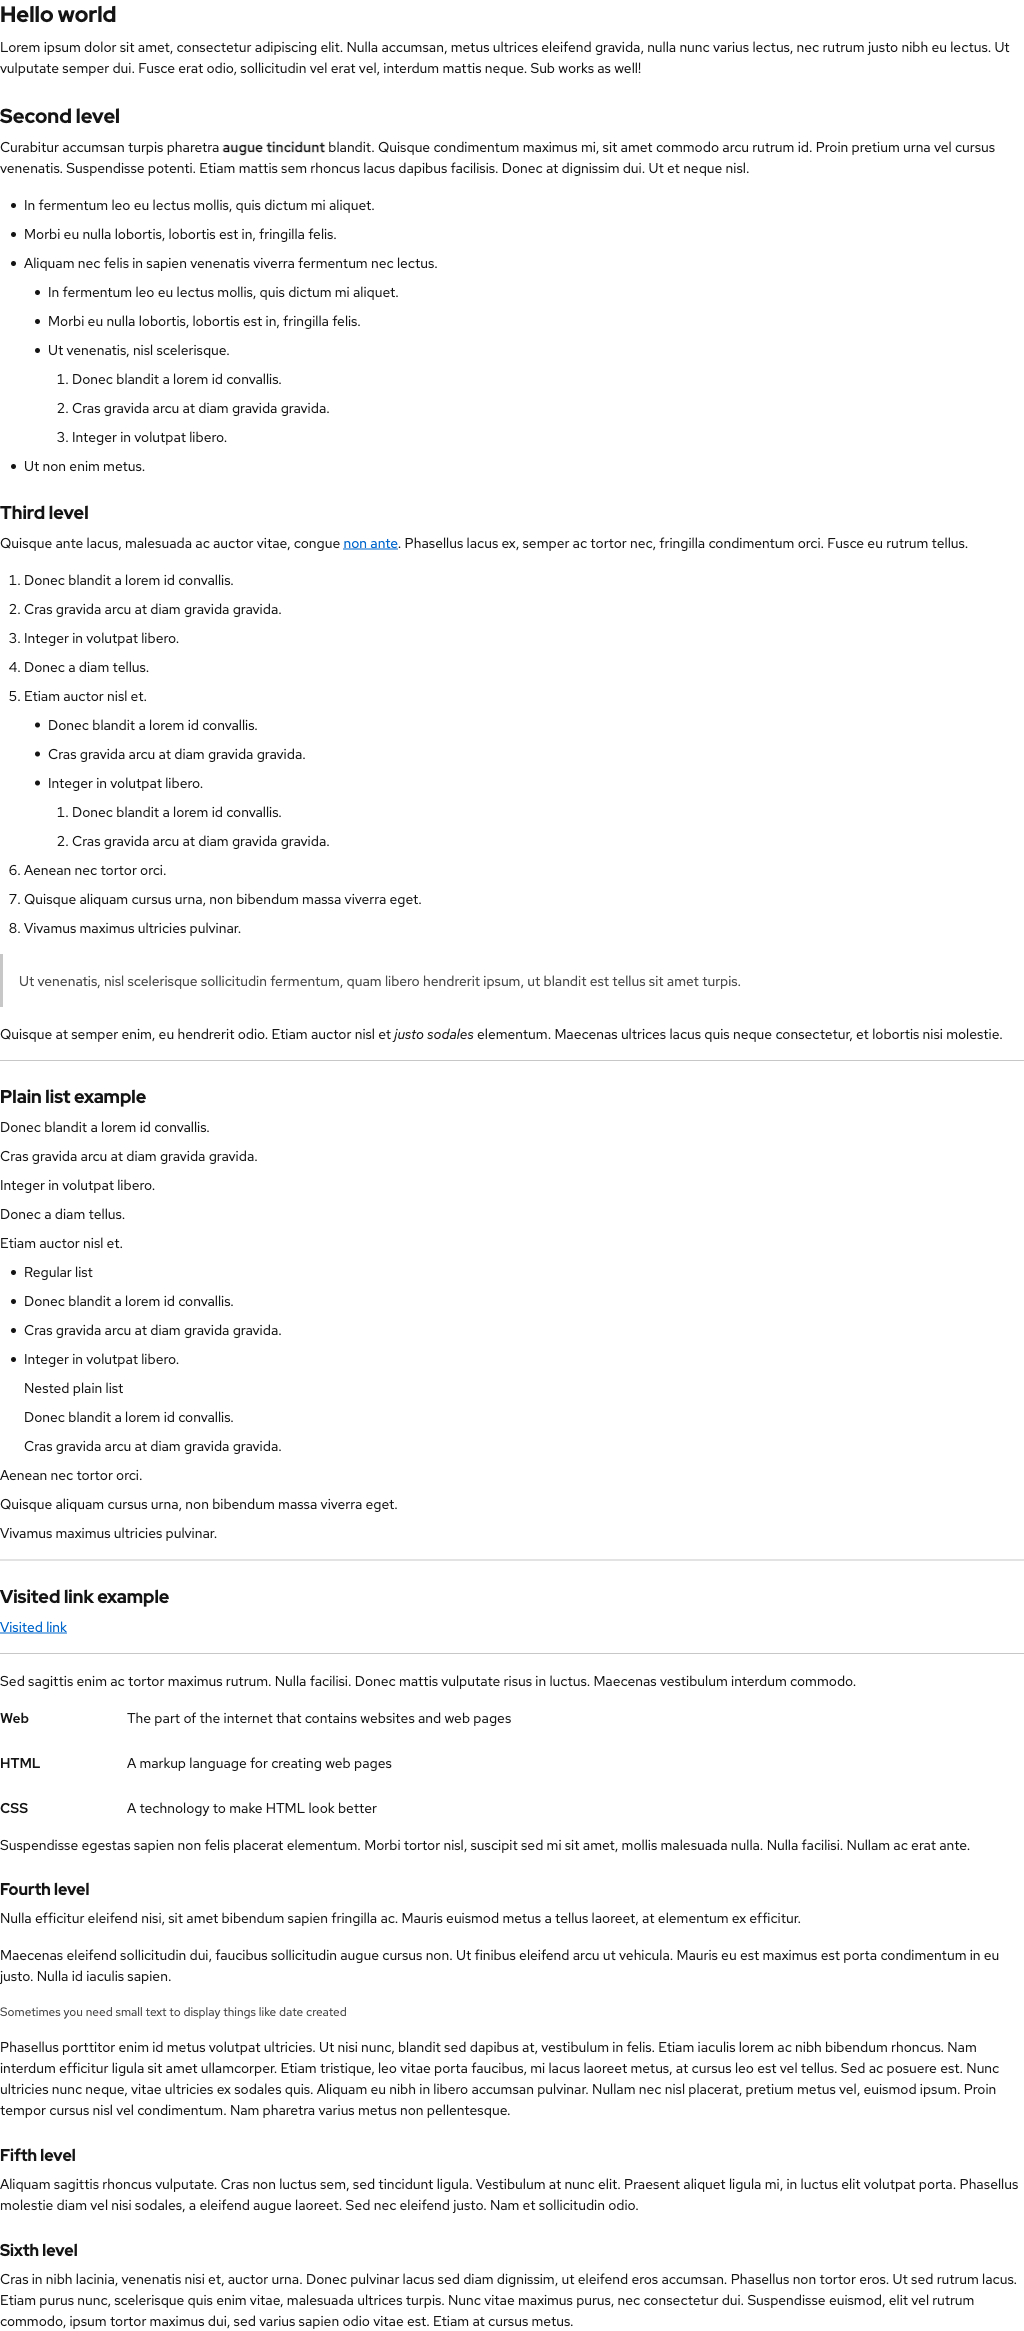 Hello world
Lorem ipsum dolor sit amet, consectetur adipiscing elit. Nulla accumsan, metus ultrices eleifend gravida, nulla nunc varius lectus, nec rutrum justo nibh eu lectus. Ut
vulputate semper dui. Fusce erat odio, sollicitudin vel erat vel, interdum mattis neque. Sub works as well!
Second level
Curabitur accumsan turpis pharetra augue tincidunt blandit. Quisque condimentum maximus mi, sit amet commodo arcu rutrum id. Proin pretium urna vel cursus
venenatis. Suspendisse potenti. Etiam mattis sem rhoncus lacus dapibus facilisis. Donec at dignissim dui. Ut et neque nisl.
• In fermentum leo eu lectus mollis, quis dictum mi aliquet.
• Morbi eu nulla lobortis, lobortis est in, fringilla felis.
• Aliquam nec felis in sapien venenatis viverra fermentum nec lectus.
• In fermentum leo eu lectus mollis, quis dictum mi aliquet.
• Morbi eu nulla lobortis, lobortis est in, fringilla felis.
• Ut venenatis, nisl scelerisque.
1. Donec blandit a lorem id convallis.
2. Cras gravida arcu at diam gravida gravida.
3. Integer in volutpat libero.
• Ut non enim metus.
Third level
Quisque ante lacus, malesuada ac auctor vitae, congue non ante. Phasellus lacus ex, semper ac tortor nec, fringilla condimentum orci. Fusce eu rutrum tellus.
1. Donec blandit a lorem id convallis.
2. Cras gravida arcu at diam gravida gravida.
3. Integer in volutpat libero.
4. Donec a diam tellus.
5. Etiam auctor nisl et.
• Donec blandit a lorem id convallis.
• Cras gravida arcu at diam gravida gravida.
• Integer in volutpat libero.
1. Donec blandit a lorem id convallis.
2. Cras gravida arcu at diam gravida gravida.
6. Aenean nec tortor orci.
7. Quisque aliquam cursus urna, non bibendum massa viverra eget.
8. Vivamus maximus ultricies pulvinar.
Ut venenatis, nisl scelerisque sollicitudin fermentum, quam libero hendrerit ipsum, ut blandit est tellus sit amet turpis.
Quisque at semper enim, eu hendrerit odio. Etiam auctor nisl et justo sodales elementum. Maecenas ultrices lacus quis neque consectetur, et lobortis nisi molestie.
Plain list example
Donec blandit a lorem id convallis.
Cras gravida arcu at diam gravida gravida.
Integer in volutpat libero.
Donec a diam tellus.
Etiam auctor nisl et.
• Regular list
• Donec blandit a lorem id convallis.
• Cras gravida arcu at diam gravida gravida.
• Integer in volutpat libero.
Nested plain list
Donec blandit a lorem id convallis.
Cras gravida arcu at diam gravida gravida.
Aenean nec tortor orci.
Quisque aliquam cursus urna, non bibendum massa viverra eget.
Vivamus maximus ultricies pulvinar.
Visited link example
Visited link
Sed sagittis enim ac tortor maximus rutrum. Nulla facilisi. Donec mattis vulputate risus in luctus. Maecenas vestibulum interdum commodo.
Web The part of the internet that contains websites and web pages
HTML A markup language for creating web pages
CSS A technology to make HTML look better
Suspendisse egestas sapien non felis placerat elementum. Morbi tortor nisl, suscipit sed mi sit amet, mollis malesuada nulla. Nulla facilisi. Nullam ac erat ante.
Fourth level
Nulla efficitur eleifend nisi, sit amet bibendum sapien fringilla ac. Mauris euismod metus a tellus laoreet, at elementum ex efficitur.
Maecenas eleifend sollicitudin dui, faucibus sollicitudin augue cursus non. Ut finibus eleifend arcu ut vehicula. Mauris eu est maximus est porta condimentum in eu
justo. Nulla id iaculis sapien.
Sometimes you need small text to display things like date created
Phasellus porttitor enim id metus volutpat ultricies. Ut nisi nunc, blandit sed dapibus at, vestibulum in felis. Etiam iaculis lorem ac nibh bibendum rhoncus. Nam
interdum efficitur ligula sit amet ullamcorper. Etiam tristique, leo vitae porta faucibus, mi lacus laoreet metus, at cursus leo est vel tellus. Sed ac posuere est. Nunc
ultricies nunc neque, vitae ultricies ex sodales quis. Aliquam eu nibh in libero accumsan pulvinar. Nullam nec nisl placerat, pretium metus vel, euismod ipsum. Proin
tempor cursus nisl vel condimentum. Nam pharetra varius metus non pellentesque.
Fifth level
Aliquam sagittis rhoncus vulputate. Cras non luctus sem, sed tincidunt ligula. Vestibulum at nunc elit. Praesent aliquet ligula mi, in luctus elit volutpat porta. Phasellus
molestie diam vel nisi sodales, a eleifend augue laoreet. Sed nec eleifend justo. Nam et sollicitudin odio.
Sixth level
Cras in nibh lacinia, venenatis nisi et, auctor urna. Donec pulvinar lacus sed diam dignissim, ut eleifend eros accumsan. Phasellus non tortor eros. Ut sed rutrum lacus.
Etiam purus nunc, scelerisque quis enim vitae, malesuada ultrices turpis. Nunc vitae maximus purus, nec consectetur dui. Suspendisse euismod, elit vel rutrum
commodo, ipsum tortor maximus dui, sed varius sapien odio vitae est. Etiam at cursus metus.